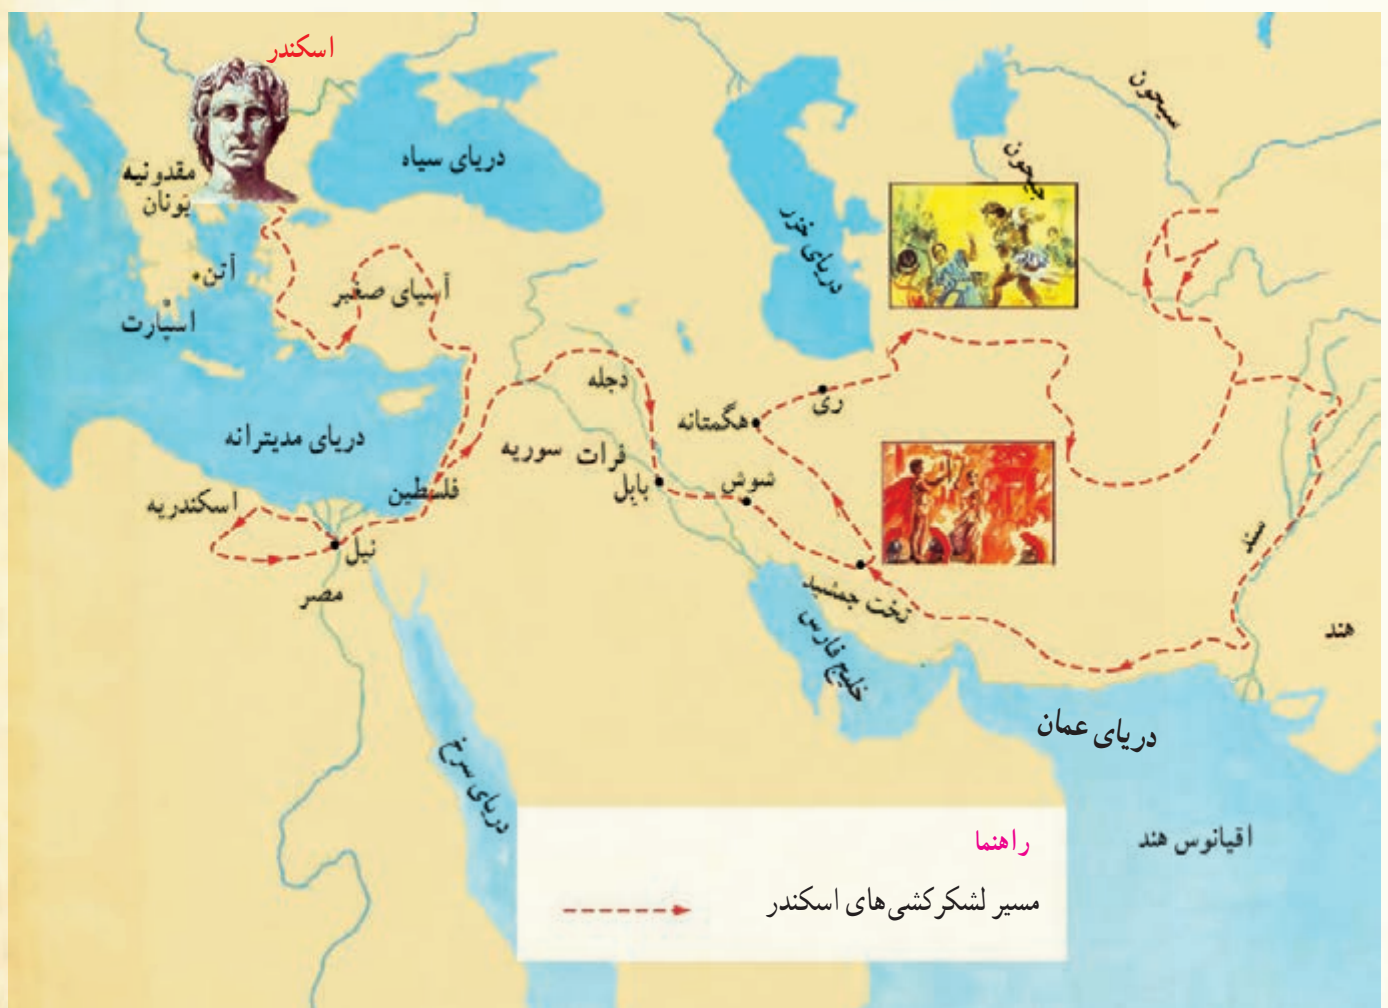 اسکندر
مقدونیه
یونان
دریای سیاه
سیحون
جیحون
دریای خزر
آتن
آسیای صغیر
اسپارت
دجله
ری
هگمتانه
دریای مدیترانه
فرات
سوریه
بابل
شوش
فلسطین
اسکندریه
نیل
مصر
سند
هند
تخت جمشید
خلیج فارس
دریای عمان
دریای سرخ
اقیانوس هند
راهنما
مسیر لشکرکشی‌های اسکندر